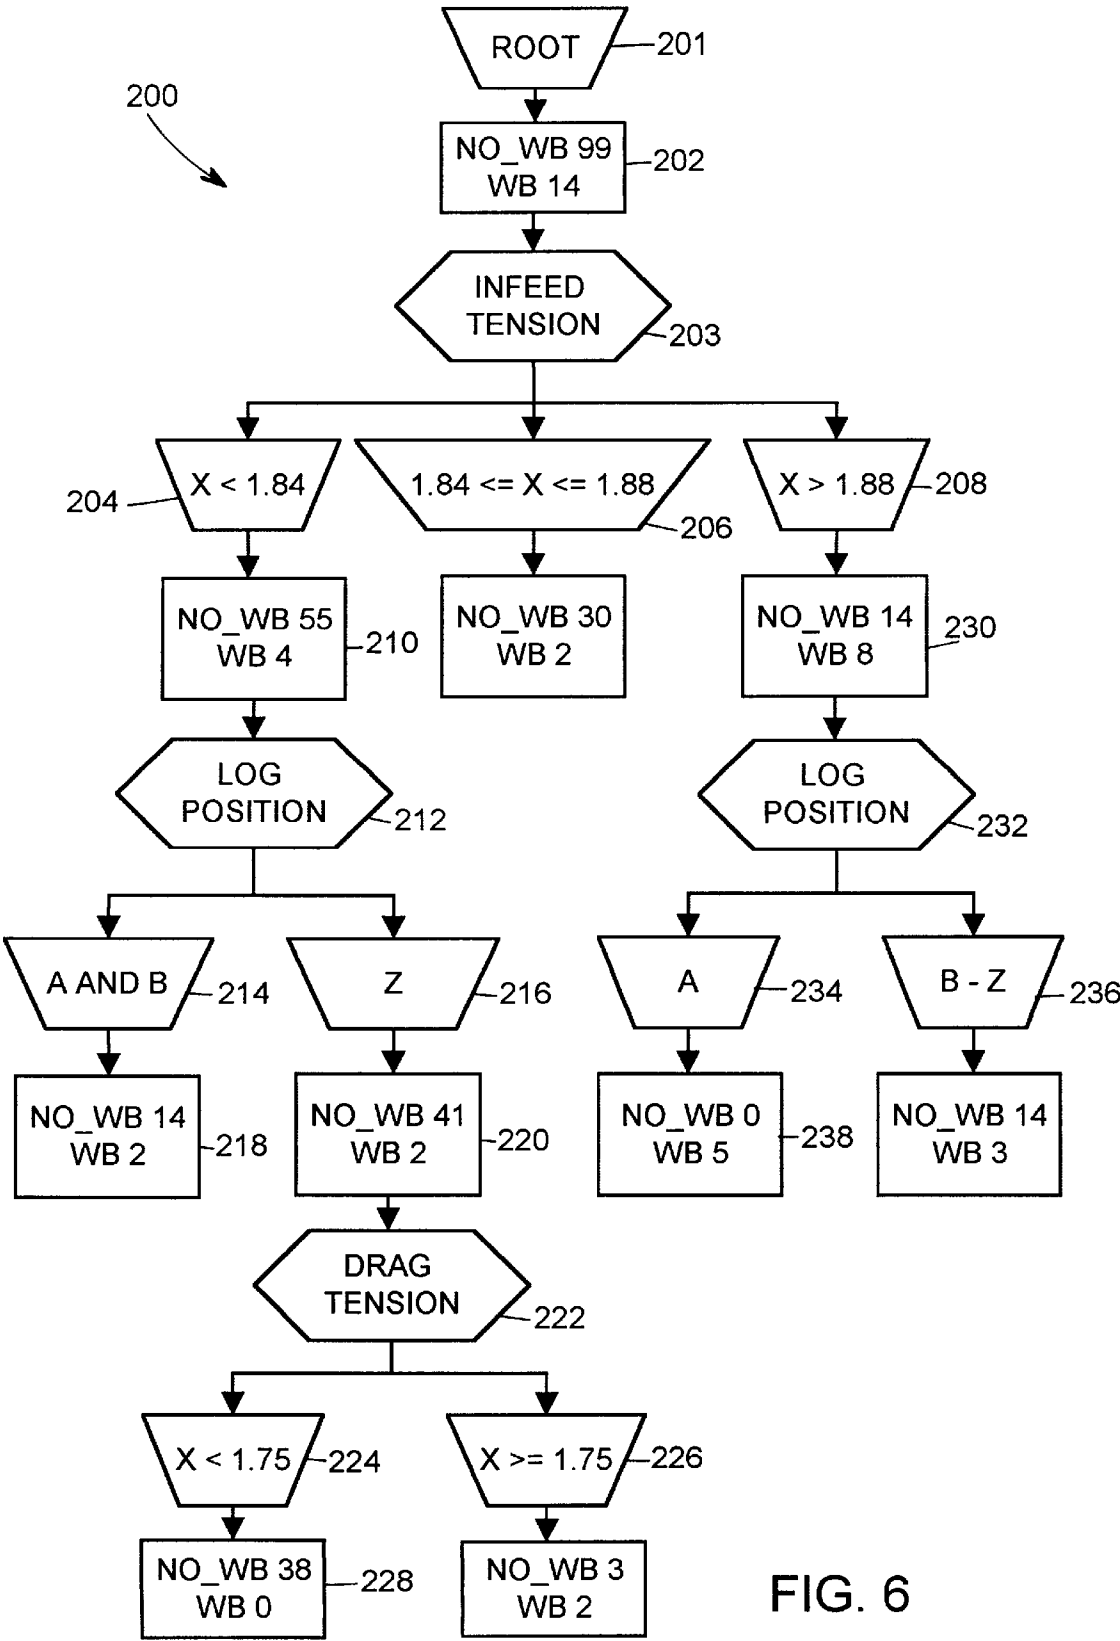 ROOT
201
200
NO_WB 99
WB 14
202
INFEED
TENSION
203
X < 1.84
204
1.84 <= X <= 1.88
206
X > 1.88
208
NO_WB 55
WB 4
210
NO_WB 30
WB 2
NO_WB 14
WB 8
230
LOG
POSITION
212
LOG
POSITION
232
A AND B
214
Z
216
A
234
B - Z
236
NO_WB 14
WB 2
218
NO_WB 41
WB 2
220
NO_WB 0
WB 5
238
NO_WB 14
WB 3
DRAG
TENSION
222
X < 1.75
224
X >= 1.75
226
NO_WB 38
WB 0
228
NO_WB 3
WB 2
FIG. 6